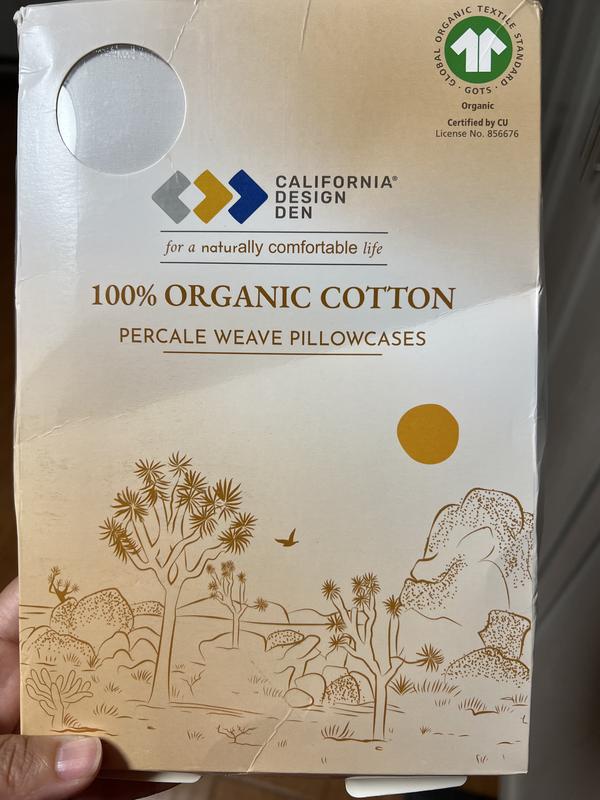 GLOBAL ORGANIC TEXTILE STANDARD
· GOTS ·
Organic
Certified by CU
License No. 856676
CALIFORNIA®
DESIGN
DEN
for a naturally comfortable life
100% ORGANIC COTTON
PERCALE WEAVE PILLOWCASES